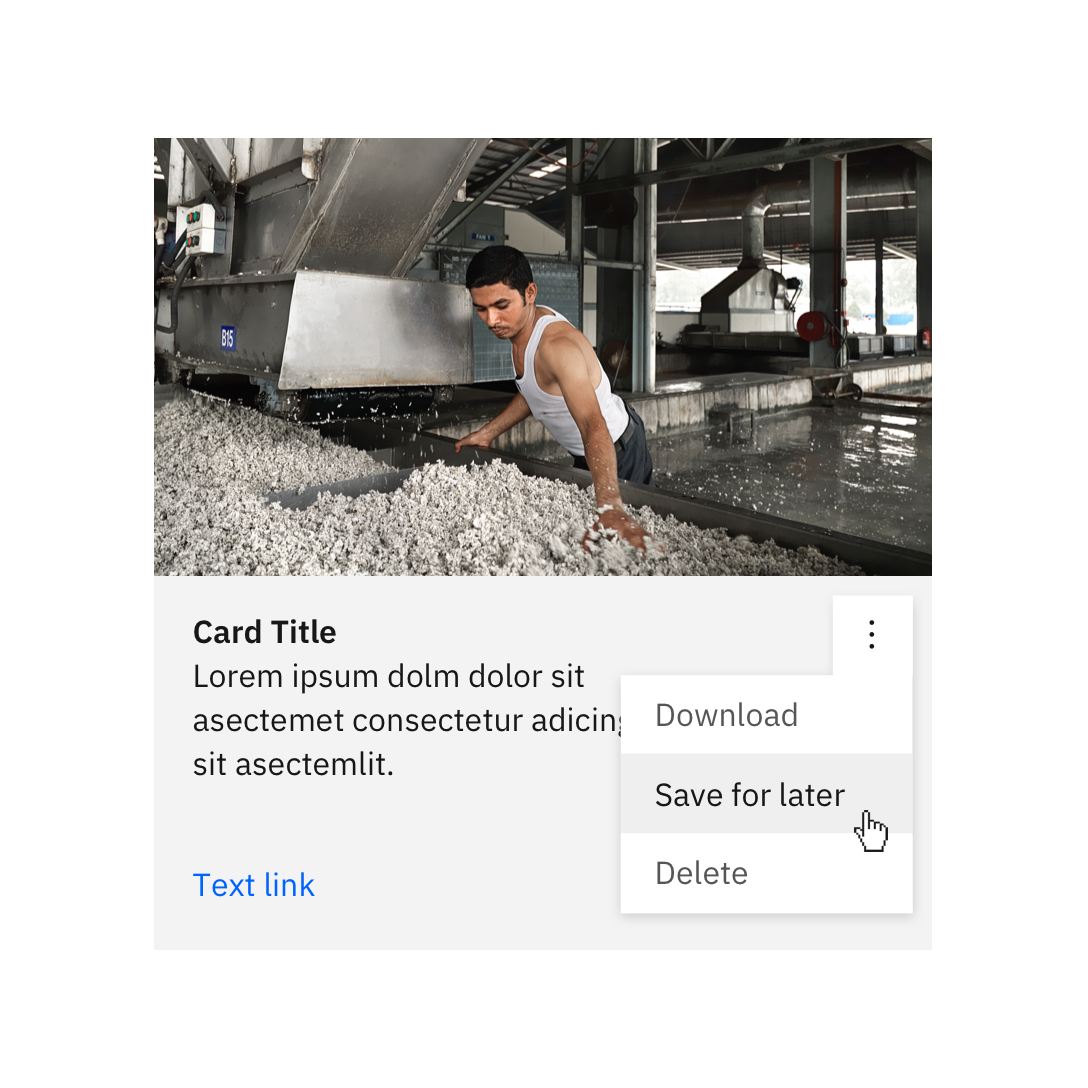 B15
Card Title
Lorem ipsum dolm dolor sit
asectemet consectetur adicing
sit asectemlit.
Text link
Download
Save for later
Delete